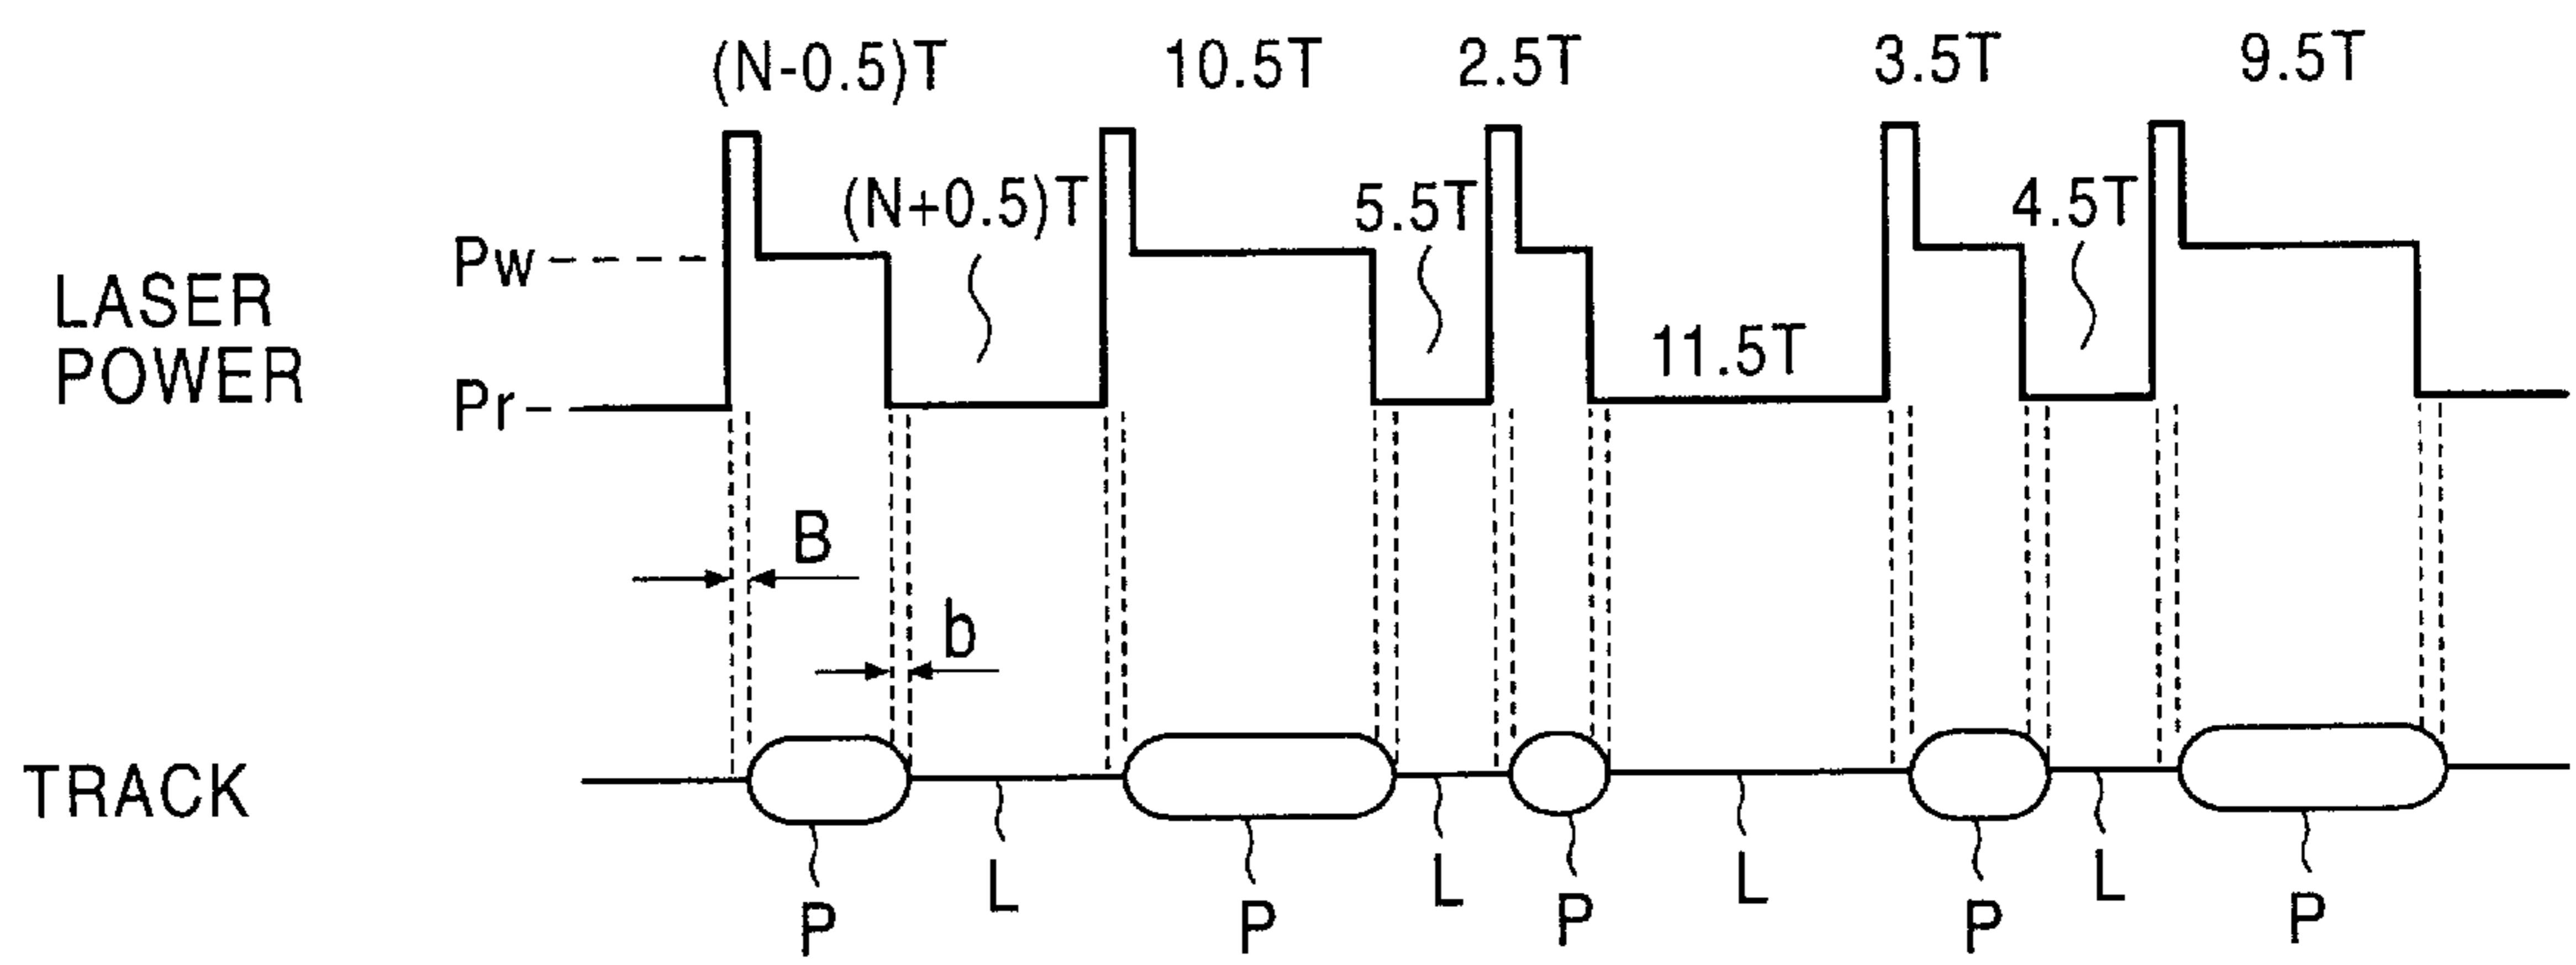 (N-0.5)T 10.5T 2.5T 3.5T 9.5T
(N+0.5)T 5.5T 4.5T
Pw
LASER
POWER
11.5T
Pr
B
b
TRACK
L L L L
P P P P P